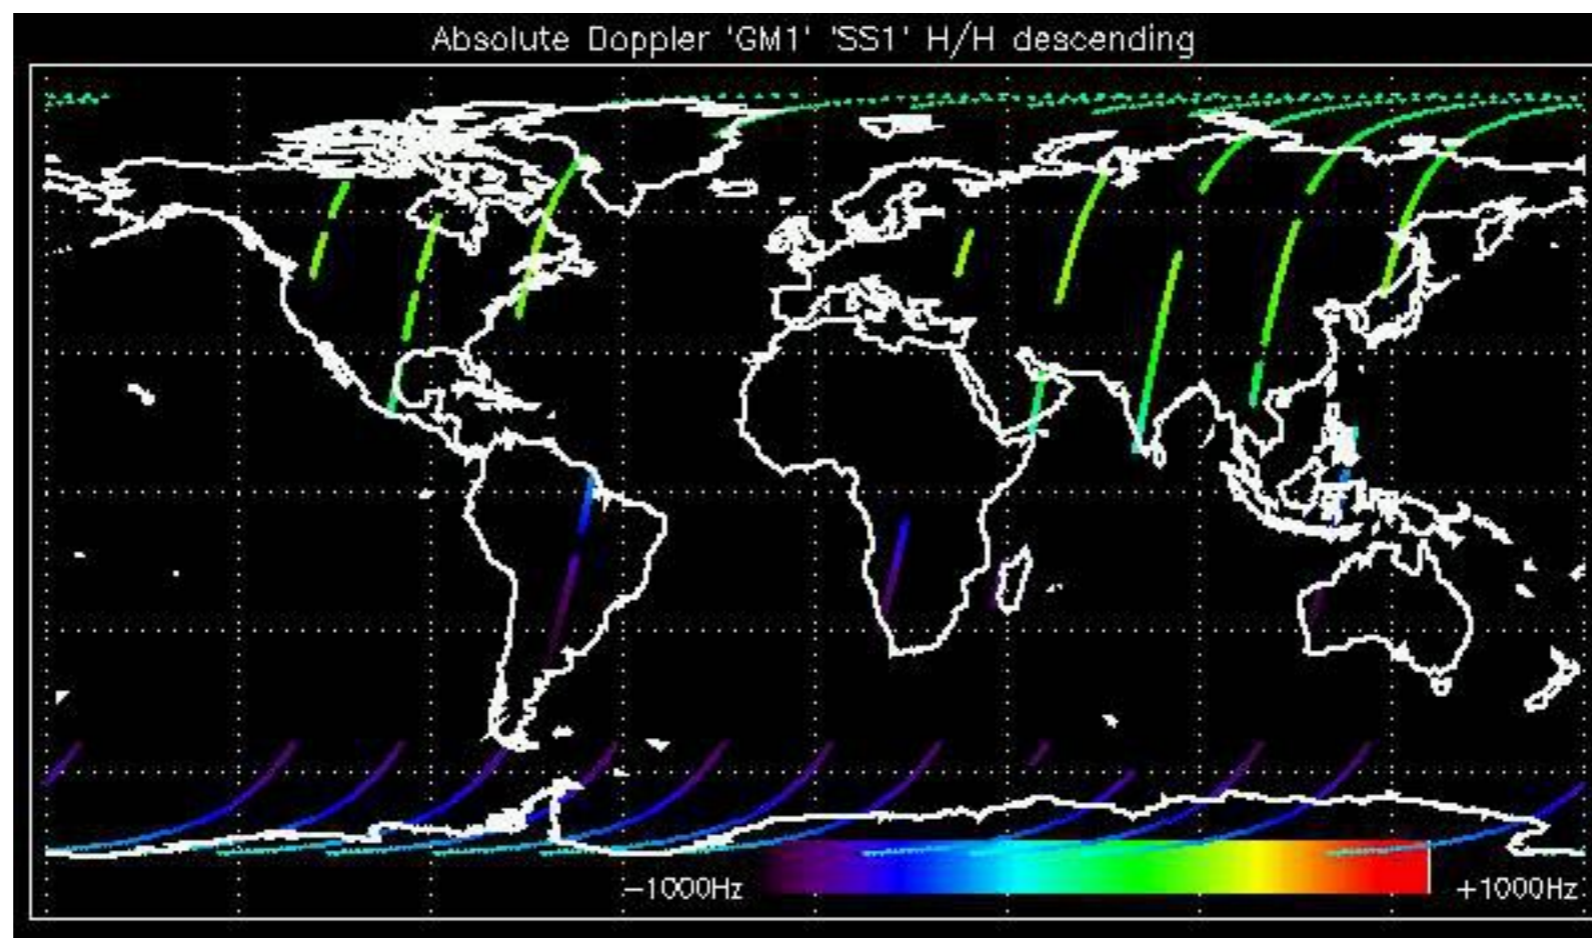 Absolute Doppler 'GM1' 'SS1' H/H descending
−1000Hz
+1000Hz